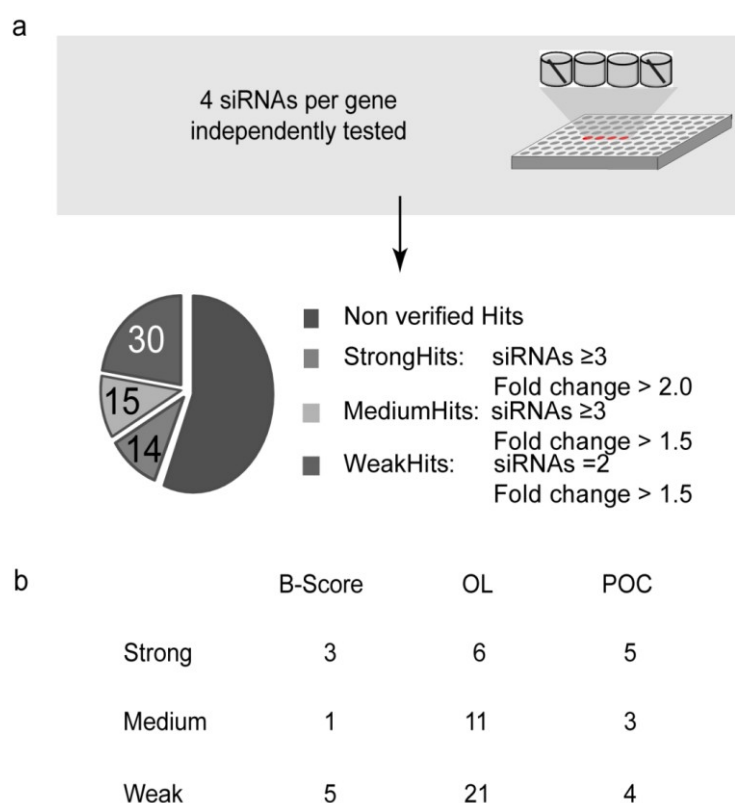 a
4 siRNAs per gene
independently tested
30
15
14
Non verified Hits
StrongHits: siRNAs ≥3
Fold change > 2.0
MediumHits: siRNAs ≥3
Fold change > 1.5
WeakHits: siRNAs =2
Fold change > 1.5
b
B-Score OL POC
Strong 3 6 5
Medium 1 11 3
Weak 5 21 4